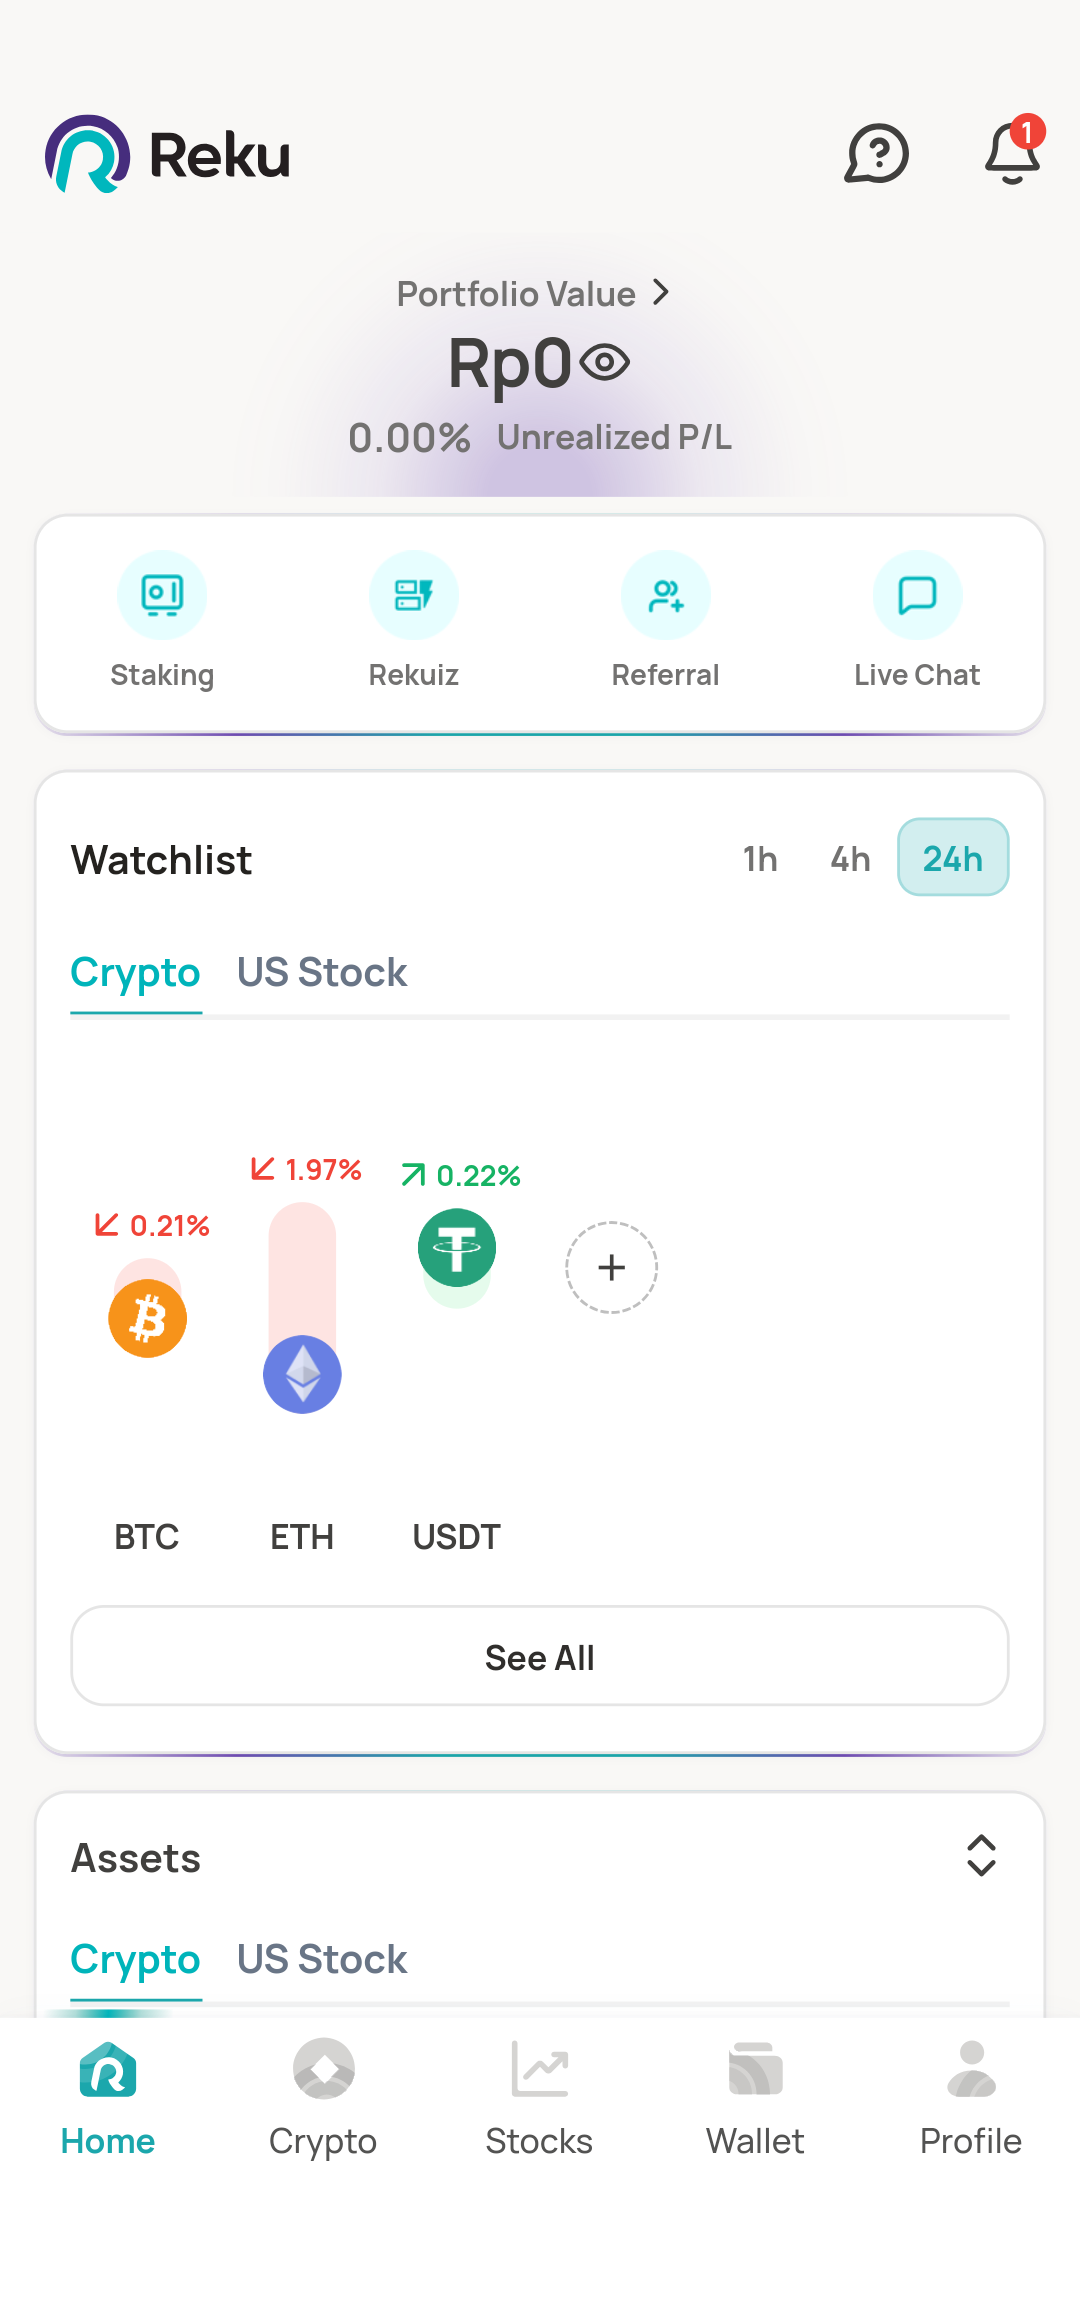 Reku
1
Portfolio Value
Rp0
0.00% Unrealized P/L
Staking Rekuiz Referral Live Chat
Watchlist 1h 4h 24h
Crypto US Stock
1.97% 0.22%
0.21%
BTC ETH USDT
See All
Assets
Crypto US Stock
Home Crypto Stocks Wallet Profile